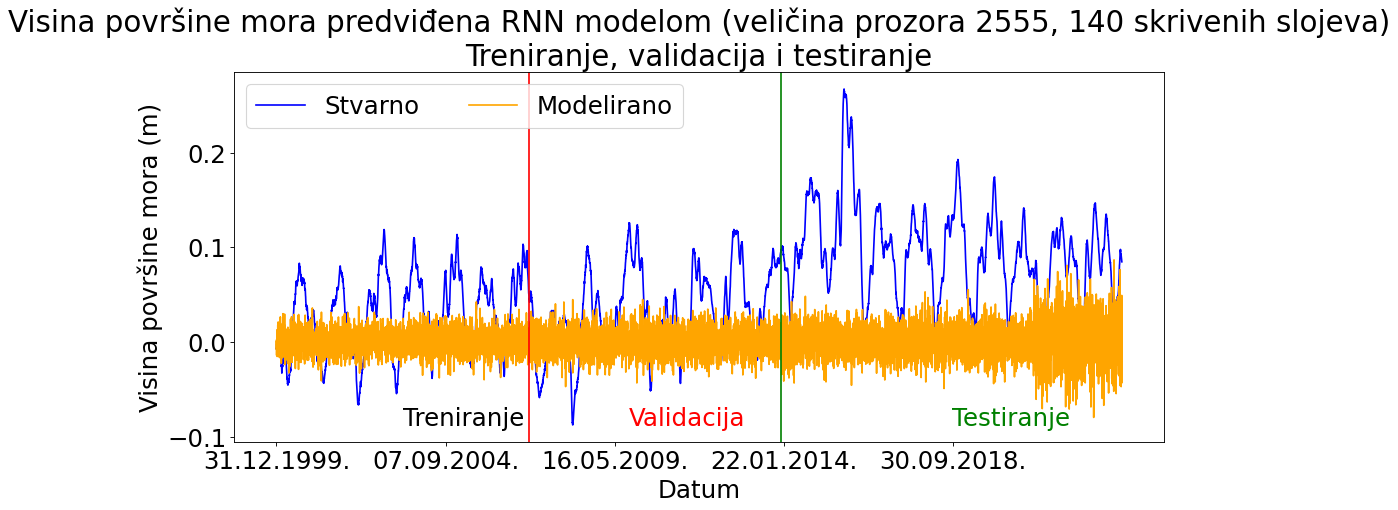 Visina površine mora predviđena RNN modelom (veličina prozora 2555, 140 skrivenih slojeva)
Treniranje, validacija i testiranje
Stvarno
Modelirano
Visina površine mora (m)
0.2
0.1
0.0
−0.1
Treniranje
Validacija
Testiranje
31.12.1999.
07.09.2004.
16.05.2009.
22.01.2014.
30.09.2018.
Datum